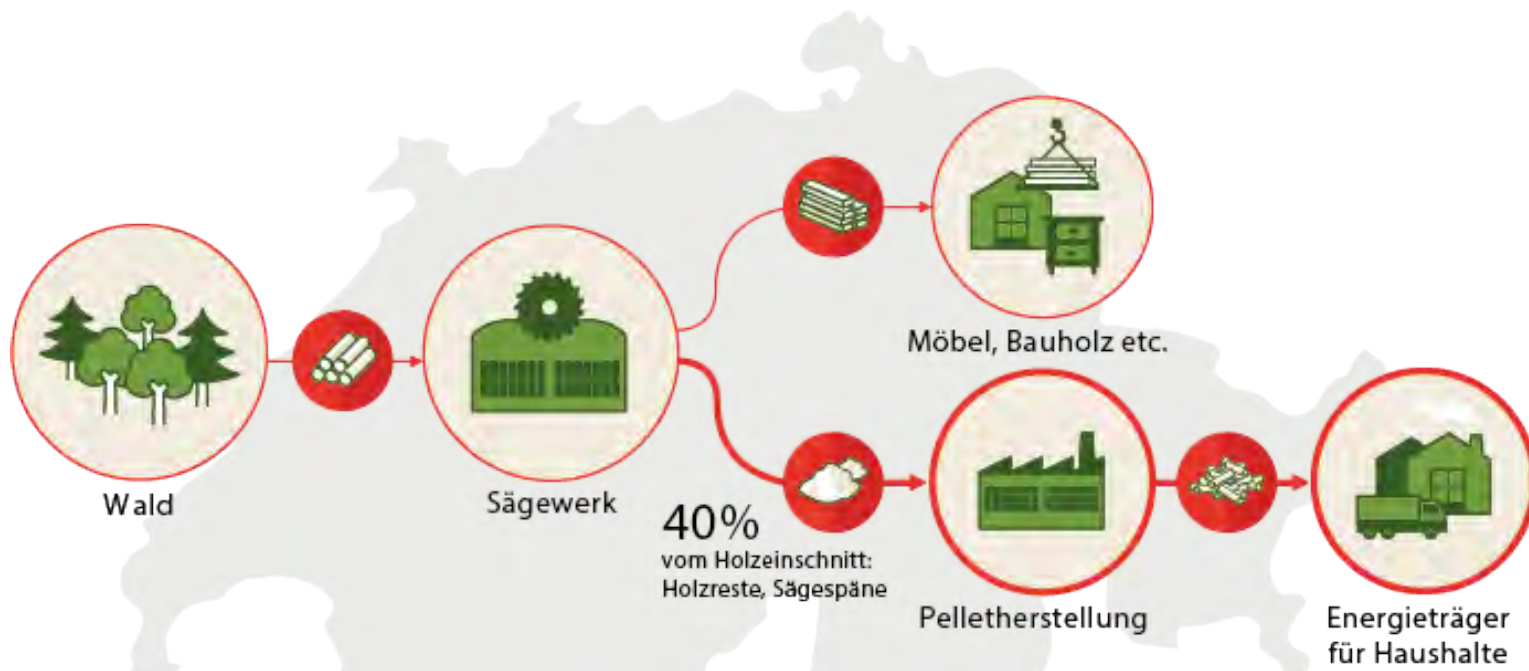 Wald
Sägewerk
Möbel, Bauholz etc.
40%
vom Holzeinschnitt:
Holzreste, Sägespäne
Pelletherstellung
Energieträger
für Haushalte